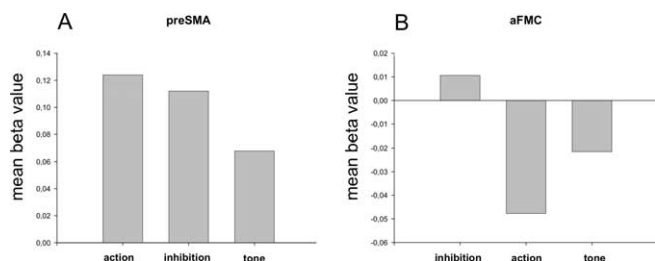 A
preSMA
mean beta value
0,14
0,12
0,10
0,08
0,06
0,04
0,02
0,00
action inhibition tone
B
aFMC
mean beta value
0,02
0,01
0,00
-0,01
-0,02
-0,03
-0,04
-0,05
-0,06
inhibition action tone